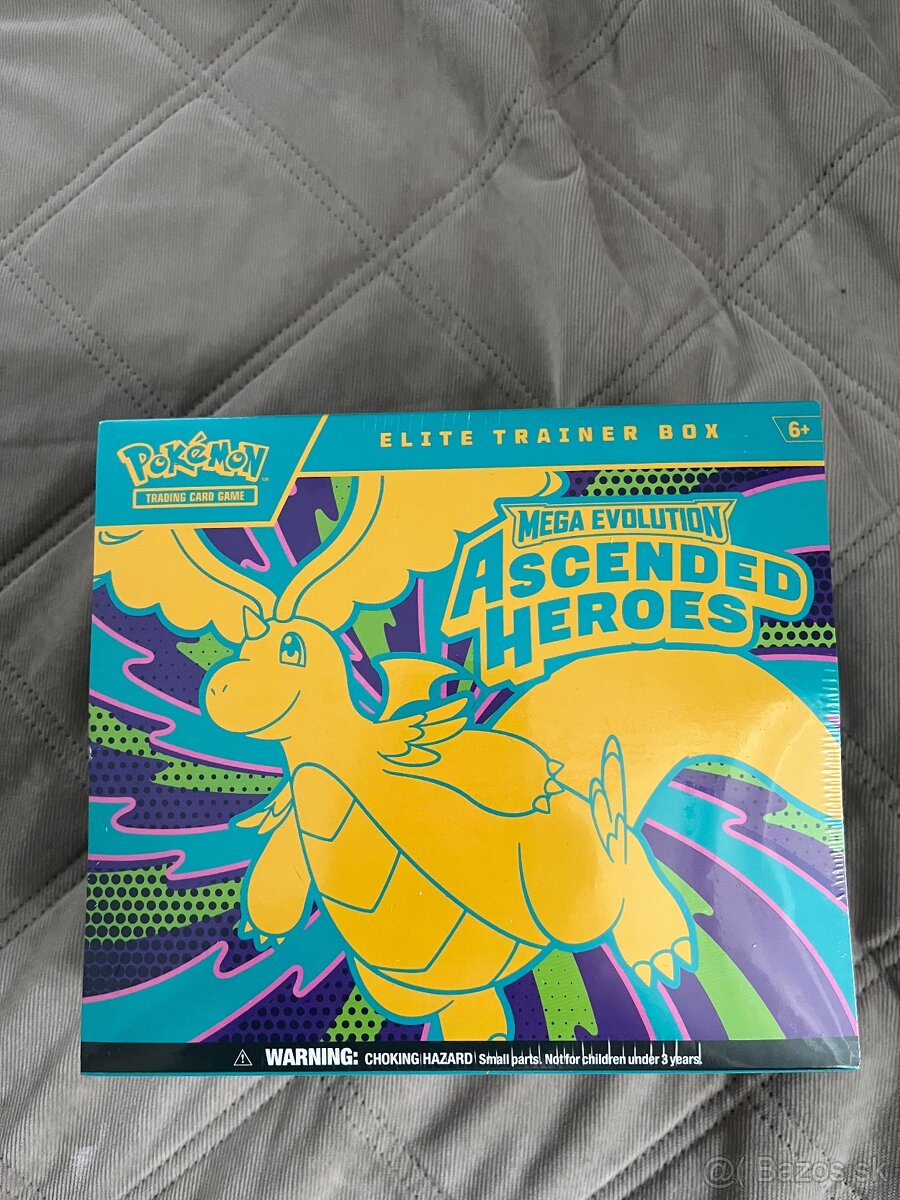 POKéMON
TRADING CARD GAME
ELITE TRAINER BOX
6+
MEGA EVOLUTION
ASCENDED
HEROES
WARNING: CHOKING HAZARD Small parts. Not for children under 3 years.
@ Bazos.sk